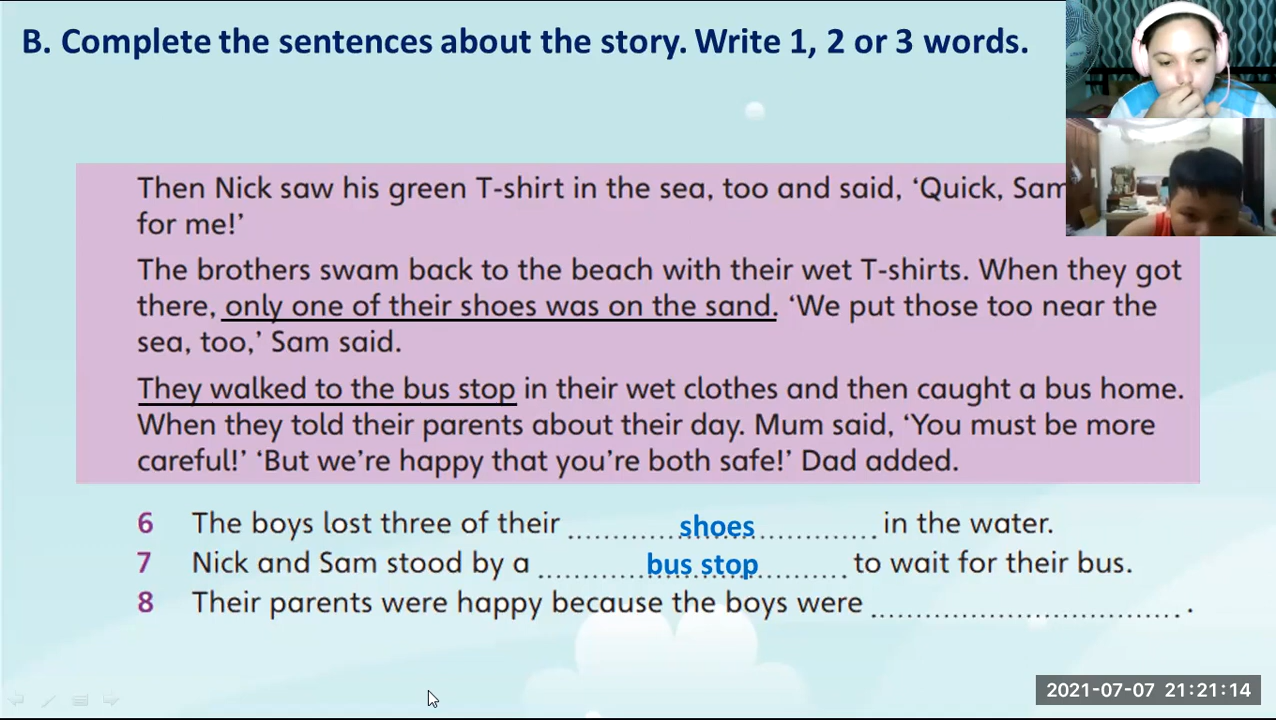 B. Complete the sentences about the story. Write 1, 2 or 3 words.
Then Nick saw his green T-shirt in the sea, too and said, ‘Quick, Sam
for me!’
The brothers swam back to the beach with their wet T-shirts. When they got
there, only one of their shoes was on the sand. ‘We put those too near the
sea, too,’ Sam said.
They walked to the bus stop in their wet clothes and then caught a bus home.
When they told their parents about their day. Mum said, ‘You must be more
careful!’ ‘But we’re happy that you’re both safe!’ Dad added.
6 The boys lost three of their shoes in the water.
7 Nick and Sam stood by a bus stop to wait for their bus.
8 Their parents were happy because the boys were .................................... .
2021-07-07 21:21:14